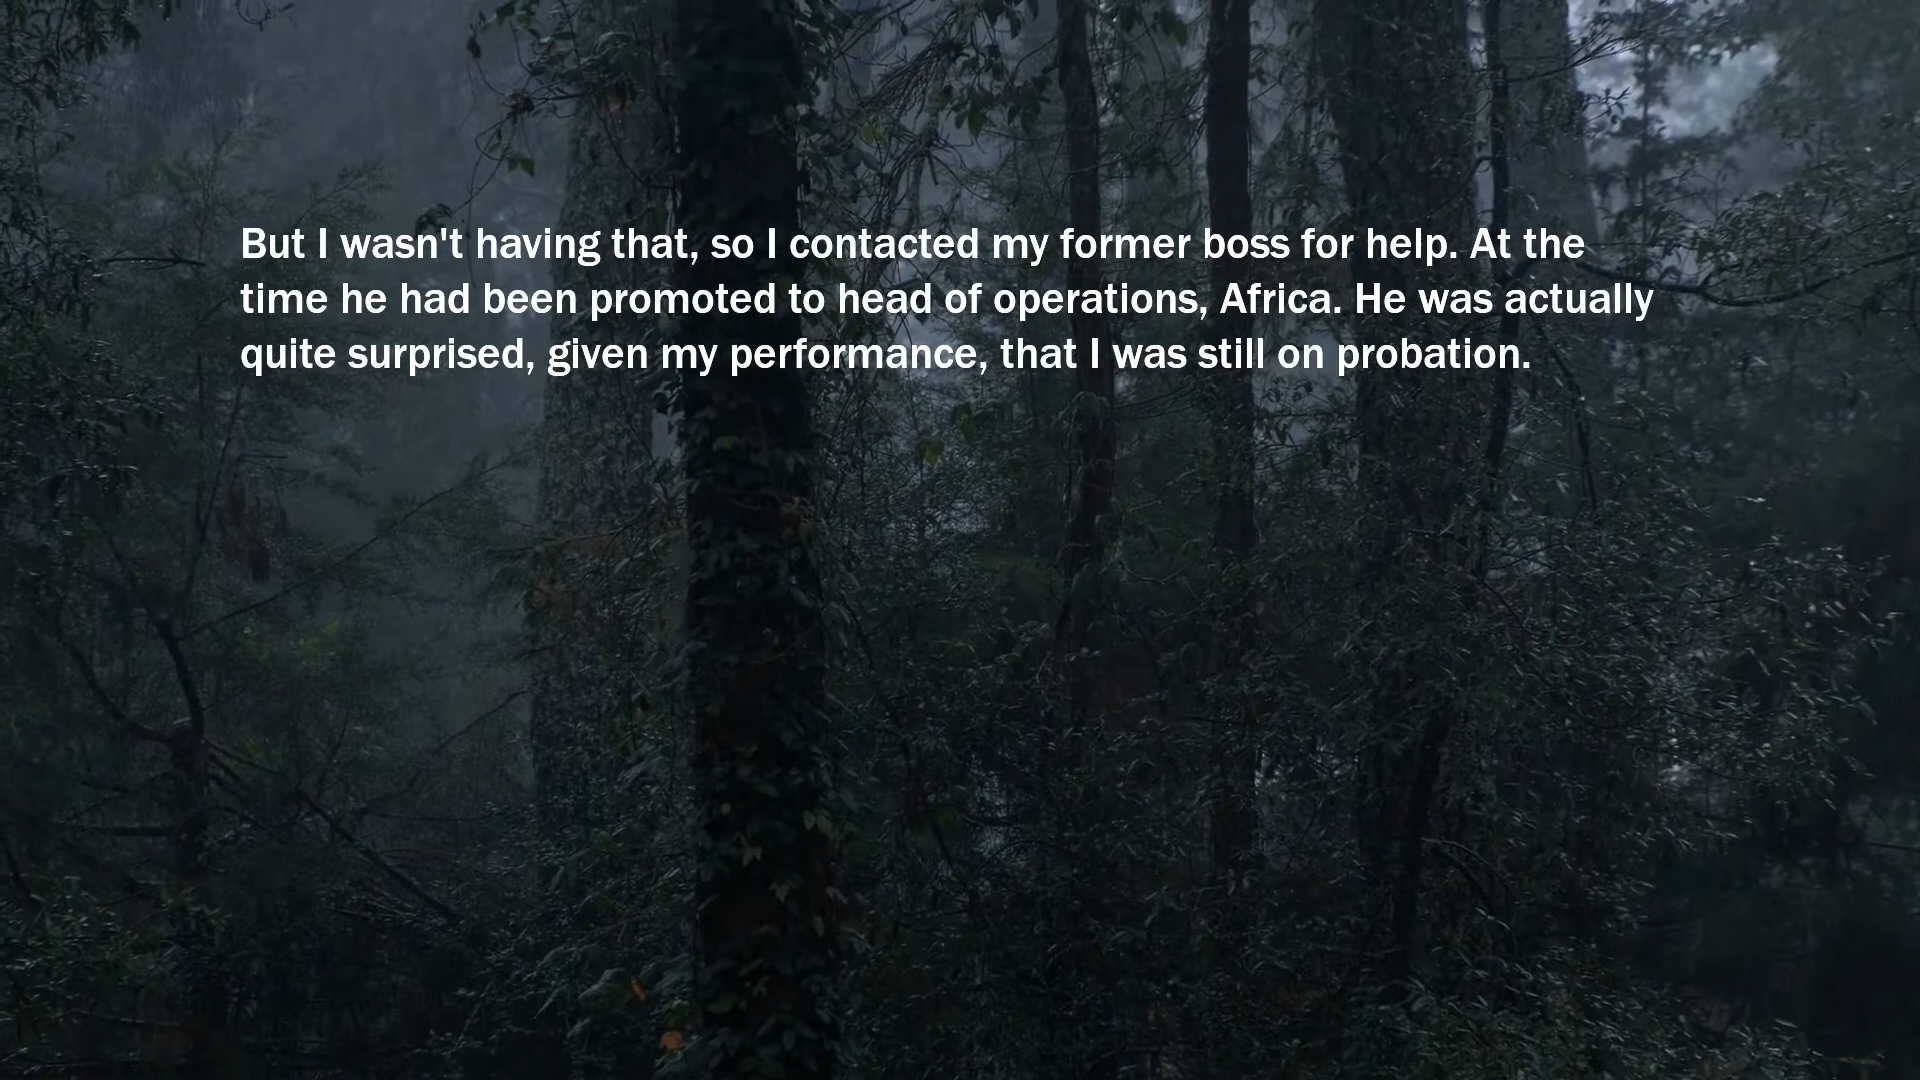 But I wasn't having that, so I contacted my former boss for help. At the
time he had been promoted to head of operations, Africa. He was actually
quite surprised, given my performance, that I was still on probation.